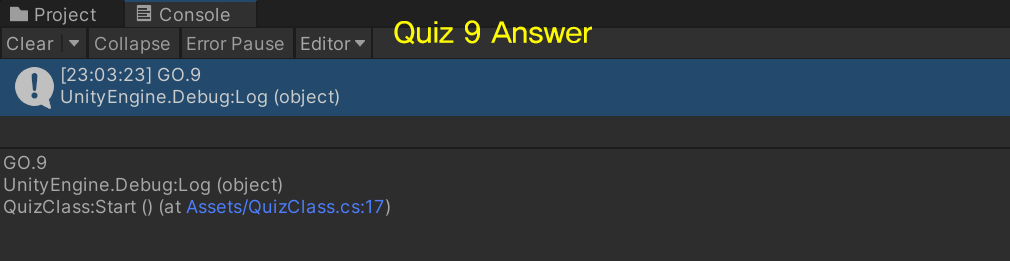 Project
Console
Quiz 9 Answer
Clear
Collapse
Error Pause
Editor
[23:03:23] GO.9
UnityEngine.Debug:Log (object)
GO.9
UnityEngine.Debug:Log (object)
QuizClass:Start () (at Assets/QuizClass.cs:17)